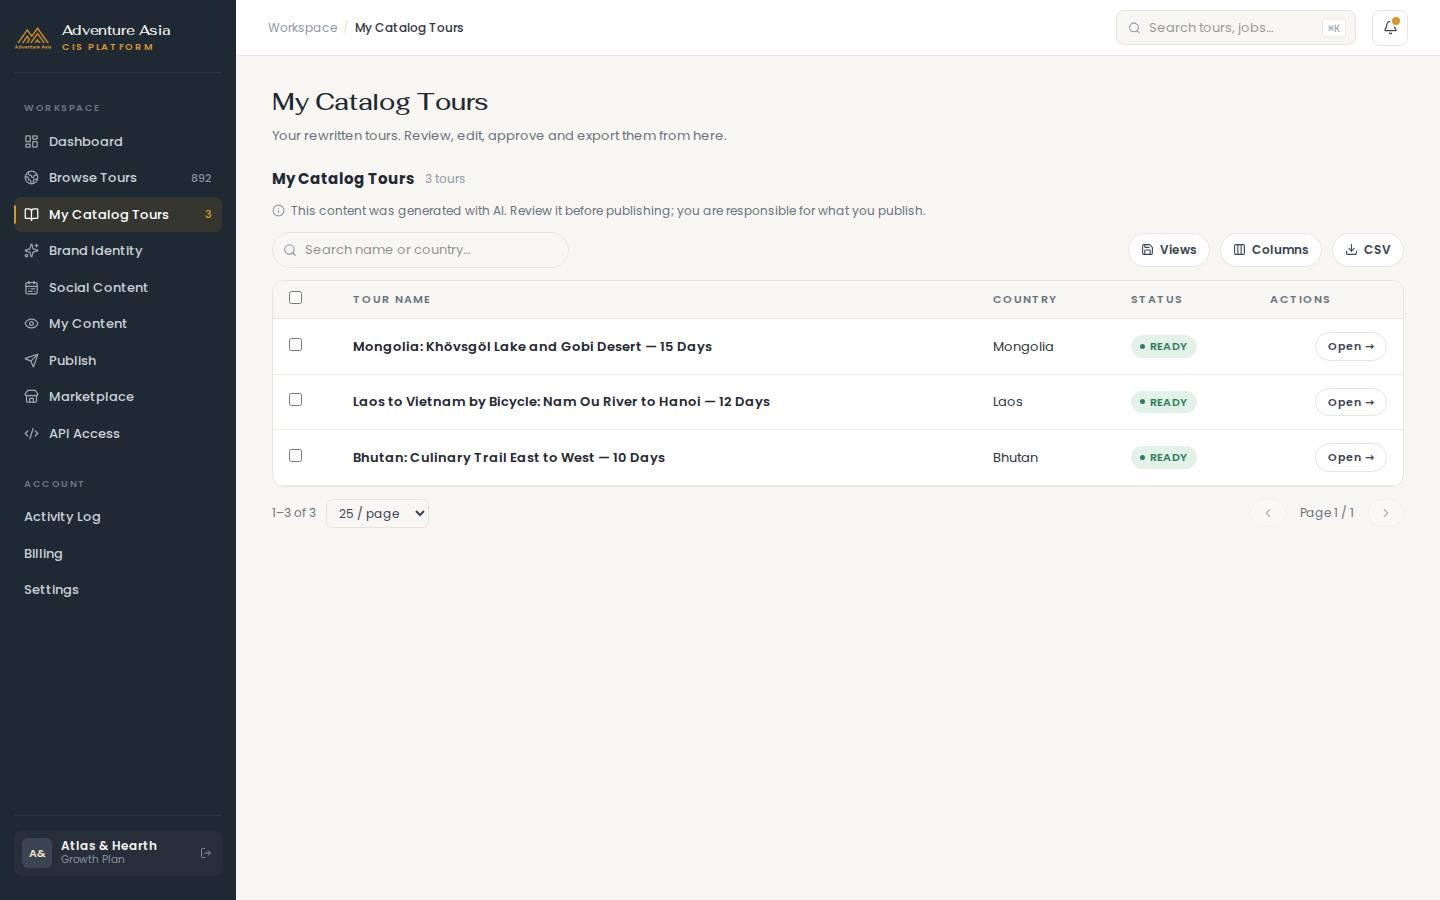 Adventure Asia
Adventure Asia
CIS PLATFORM
WORKSPACE
Dashboard
Browse Tours 892
My Catalog Tours 3
Brand Identity
Social Content
My Content
Publish
Marketplace
API Access
ACCOUNT
Activity Log
Billing
Settings
A& Atlas & Hearth
Growth Plan
Workspace / My Catalog Tours
Search tours, jobs... ⌘K
My Catalog Tours
Your rewritten tours. Review, edit, approve and export them from here.
My Catalog Tours 3 tours
This content was generated with AI. Review it before publishing; you are responsible for what you publish.
Search name or country...
Views Columns CSV
TOUR NAME COUNTRY STATUS ACTIONS
Mongolia: Khövsgöl Lake and Gobi Desert — 15 Days Mongolia READY Open →
Laos to Vietnam by Bicycle: Nam Ou River to Hanoi — 12 Days Laos READY Open →
Bhutan: Culinary Trail East to West — 10 Days Bhutan READY Open →
1–3 of 3 25 / page Page 1 / 1